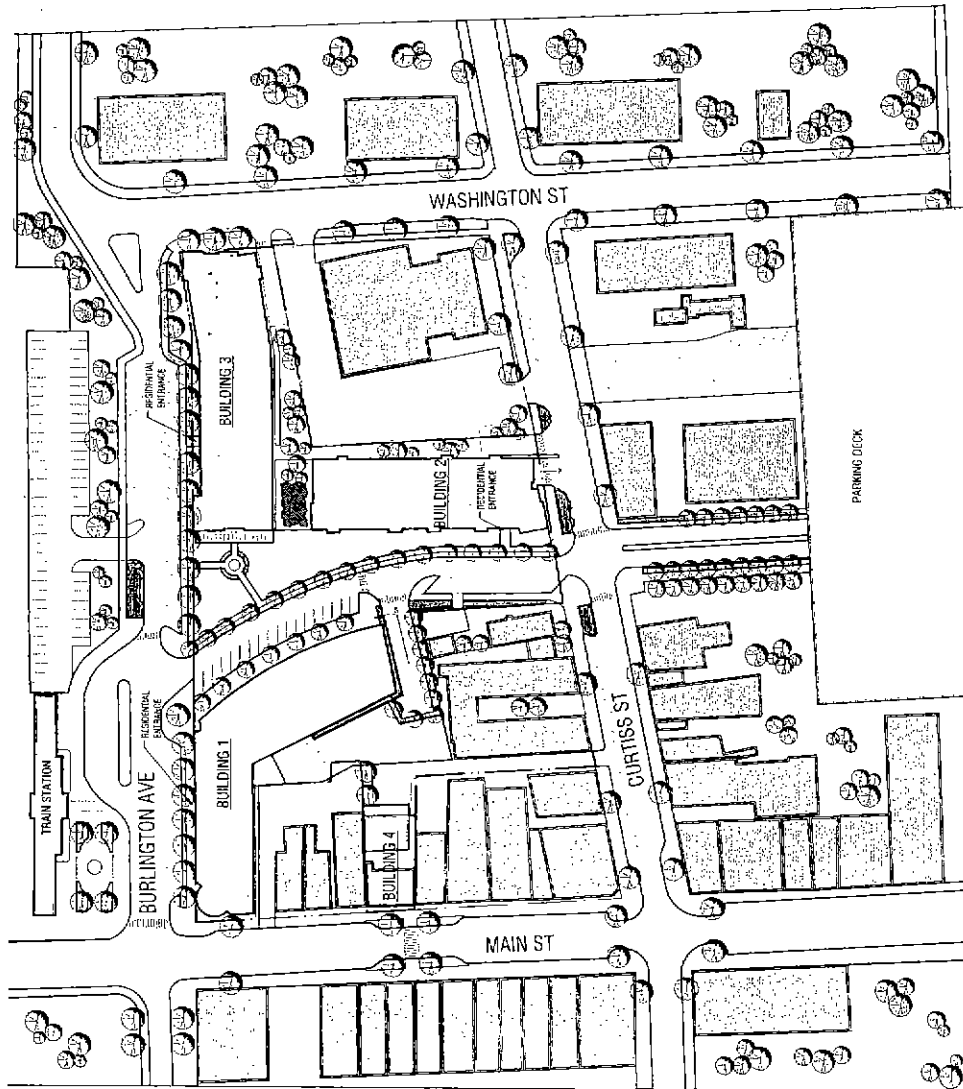 WASHINGTON ST
RESIDENTIAL
ENTRANCE
BUILDING 3
BUILDING 2
RESIDENTIAL
ENTRANCE
PARKING DECK
RESIDENTIAL
ENTRANCE
TRAIN STATION
BURLINGTON AVE
BUILDING 1
BUILDING 4
CURTISS ST
MAIN ST